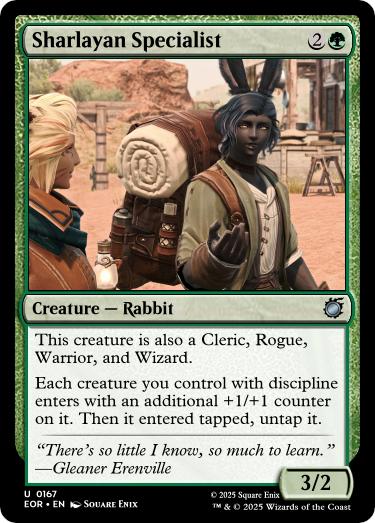 Sharlayan Specialist 2
Creature — Rabbit
This creature is also a Cleric, Rogue,
Warrior, and Wizard.
Each creature you control with discipline
enters with an additional +1/+1 counter
on it. Then it entered tapped, untap it.
“There’s so little I know, so much to learn.”
—Gleaner Erenville
3/2
U 0167
EOR • EN Square Enix
© 2025 Square Enix
™ & © 2025 Wizards of the Coast